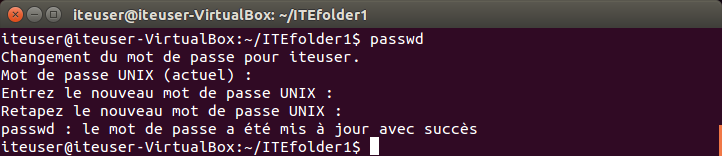 iteuser@iteuser-VirtualBox: ~/ITEfolder1
iteuser@iteuser-VirtualBox:~/ITEfolder1$ passwd
Changement du mot de passe pour iteuser.
Mot de passe UNIX (actuel) :
Entrez le nouveau mot de passe UNIX :
Retapez le nouveau mot de passe UNIX :
passwd : le mot de passe a été mis à jour avec succès
iteuser@iteuser-VirtualBox:~/ITEfolder1$